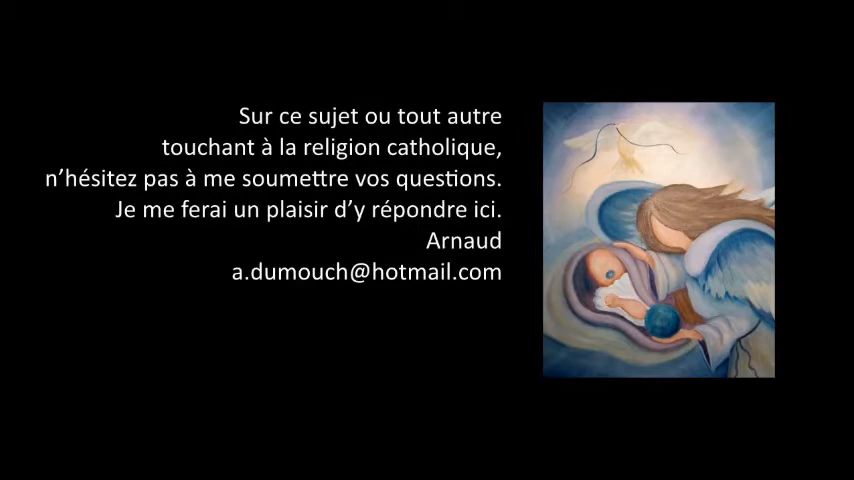 Sur ce sujet ou tout autre
touchant à la religion catholique,
n’hésitez pas à me soumettre vos questions.
Je me ferai un plaisir d’y répondre ici.
Arnaud
a.dumouch@hotmail.com